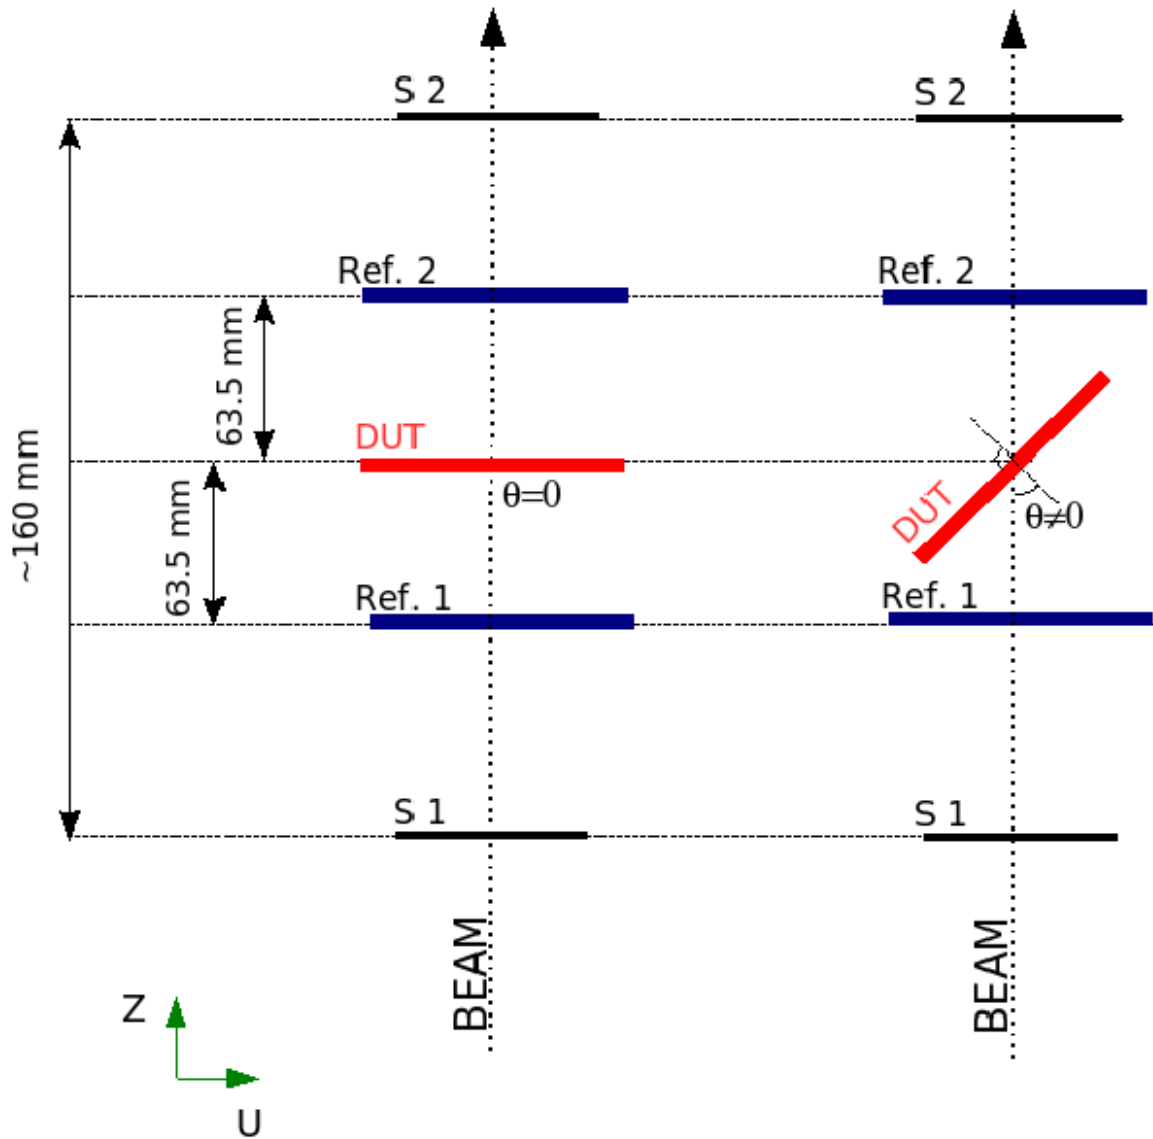 S 2
S 2
Ref. 2
Ref. 2
63.5 mm
DUT
~160 mm
θ=0
DUT
θ≠0
63.5 mm
Ref. 1
Ref. 1
S 1
S 1
BEAM
BEAM
Z
U